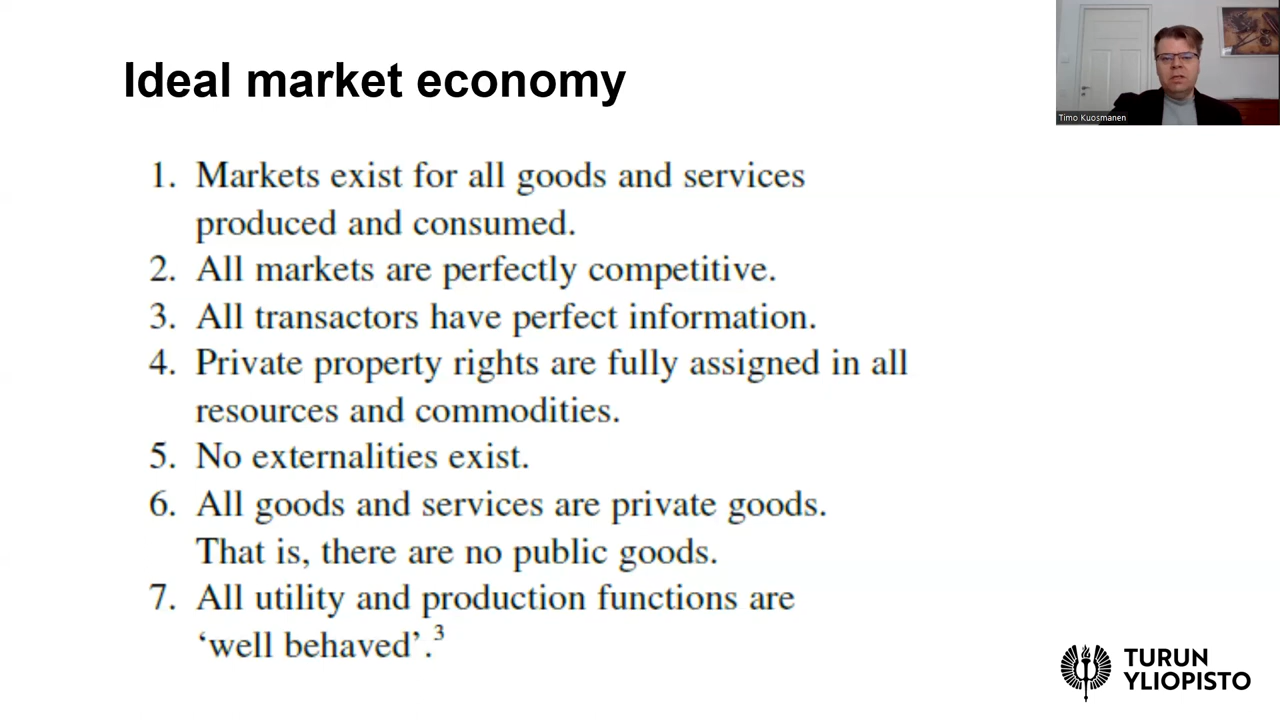 Ideal market economy
Timo Kuosmanen
1. Markets exist for all goods and services
produced and consumed.
2. All markets are perfectly competitive.
3. All transactors have perfect information.
4. Private property rights are fully assigned in all
resources and commodities.
5. No externalities exist.
6. All goods and services are private goods.
That is, there are no public goods.
7. All utility and production functions are
‘well behaved’.³
TURUN
YLIOPISTO